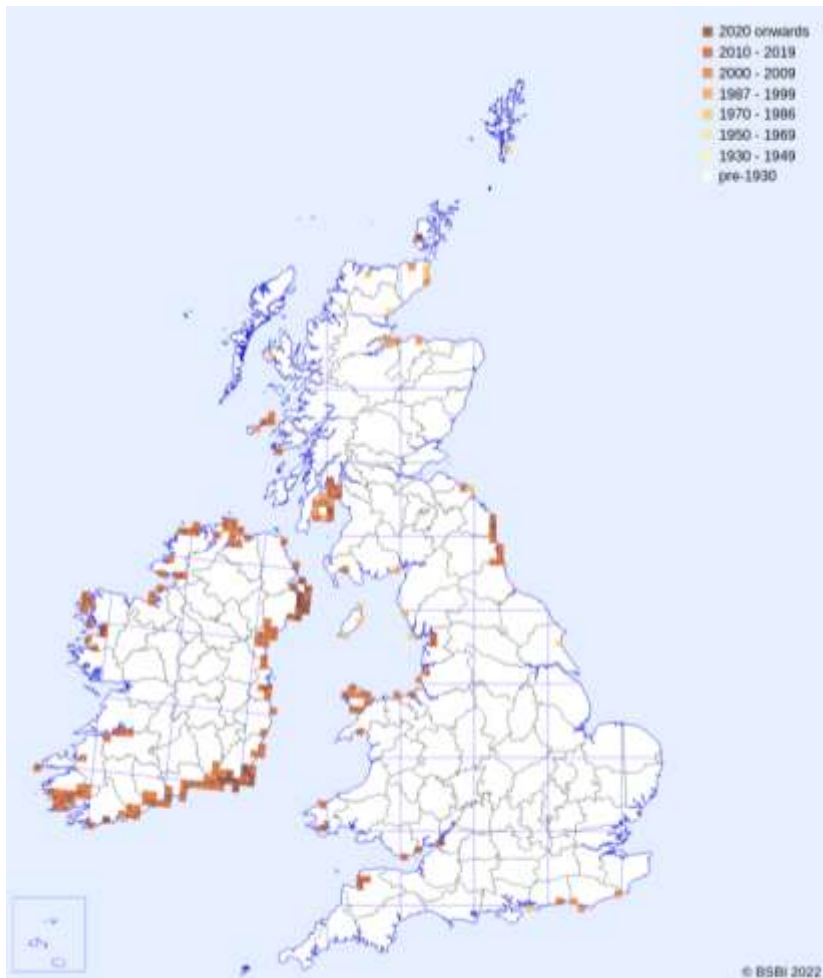 2020 onwards
2010 - 2019
2000 - 2009
1987 - 1999
1970 - 1986
1950 - 1969
1930 - 1949
pre-1930
© BSBI 2022